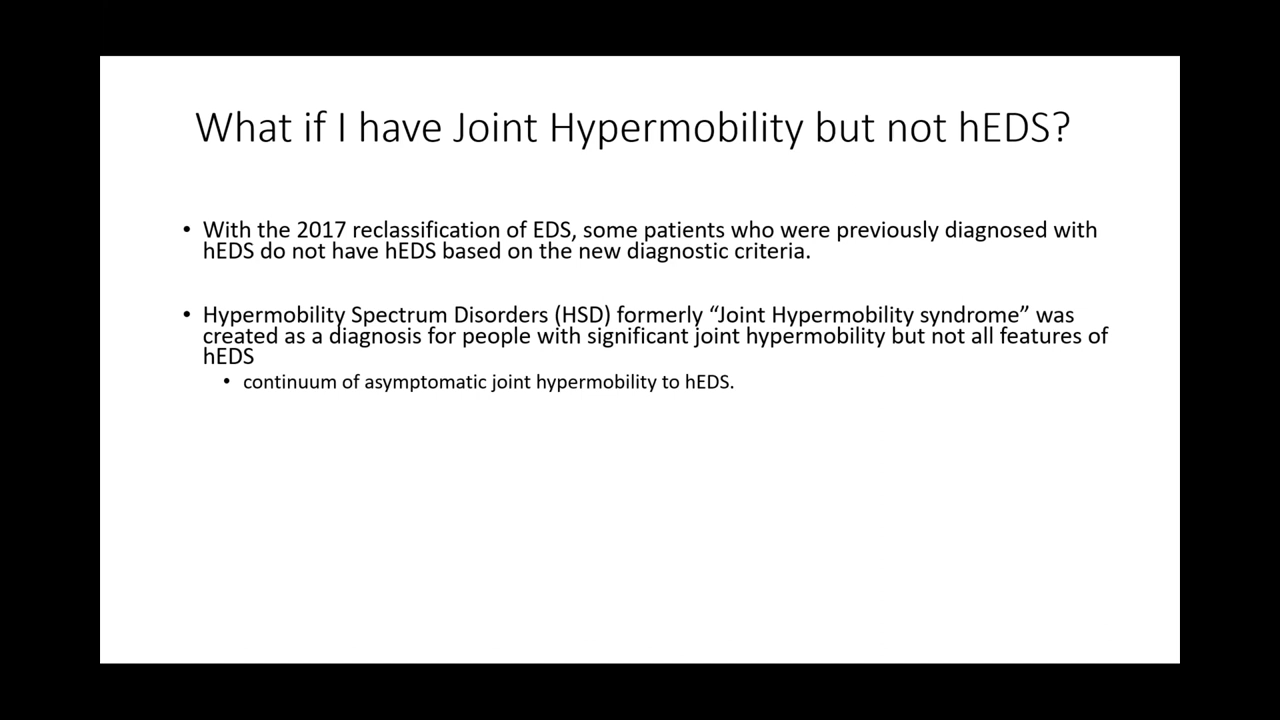 What if I have Joint Hypermobility but not hEDS?
• With the 2017 reclassification of EDS, some patients who were previously diagnosed with
hEDS do not have hEDS based on the new diagnostic criteria.
• Hypermobility Spectrum Disorders (HSD) formerly “Joint Hypermobility syndrome” was
created as a diagnosis for people with significant joint hypermobility but not all features of
hEDS
• continuum of asymptomatic joint hypermobility to hEDS.